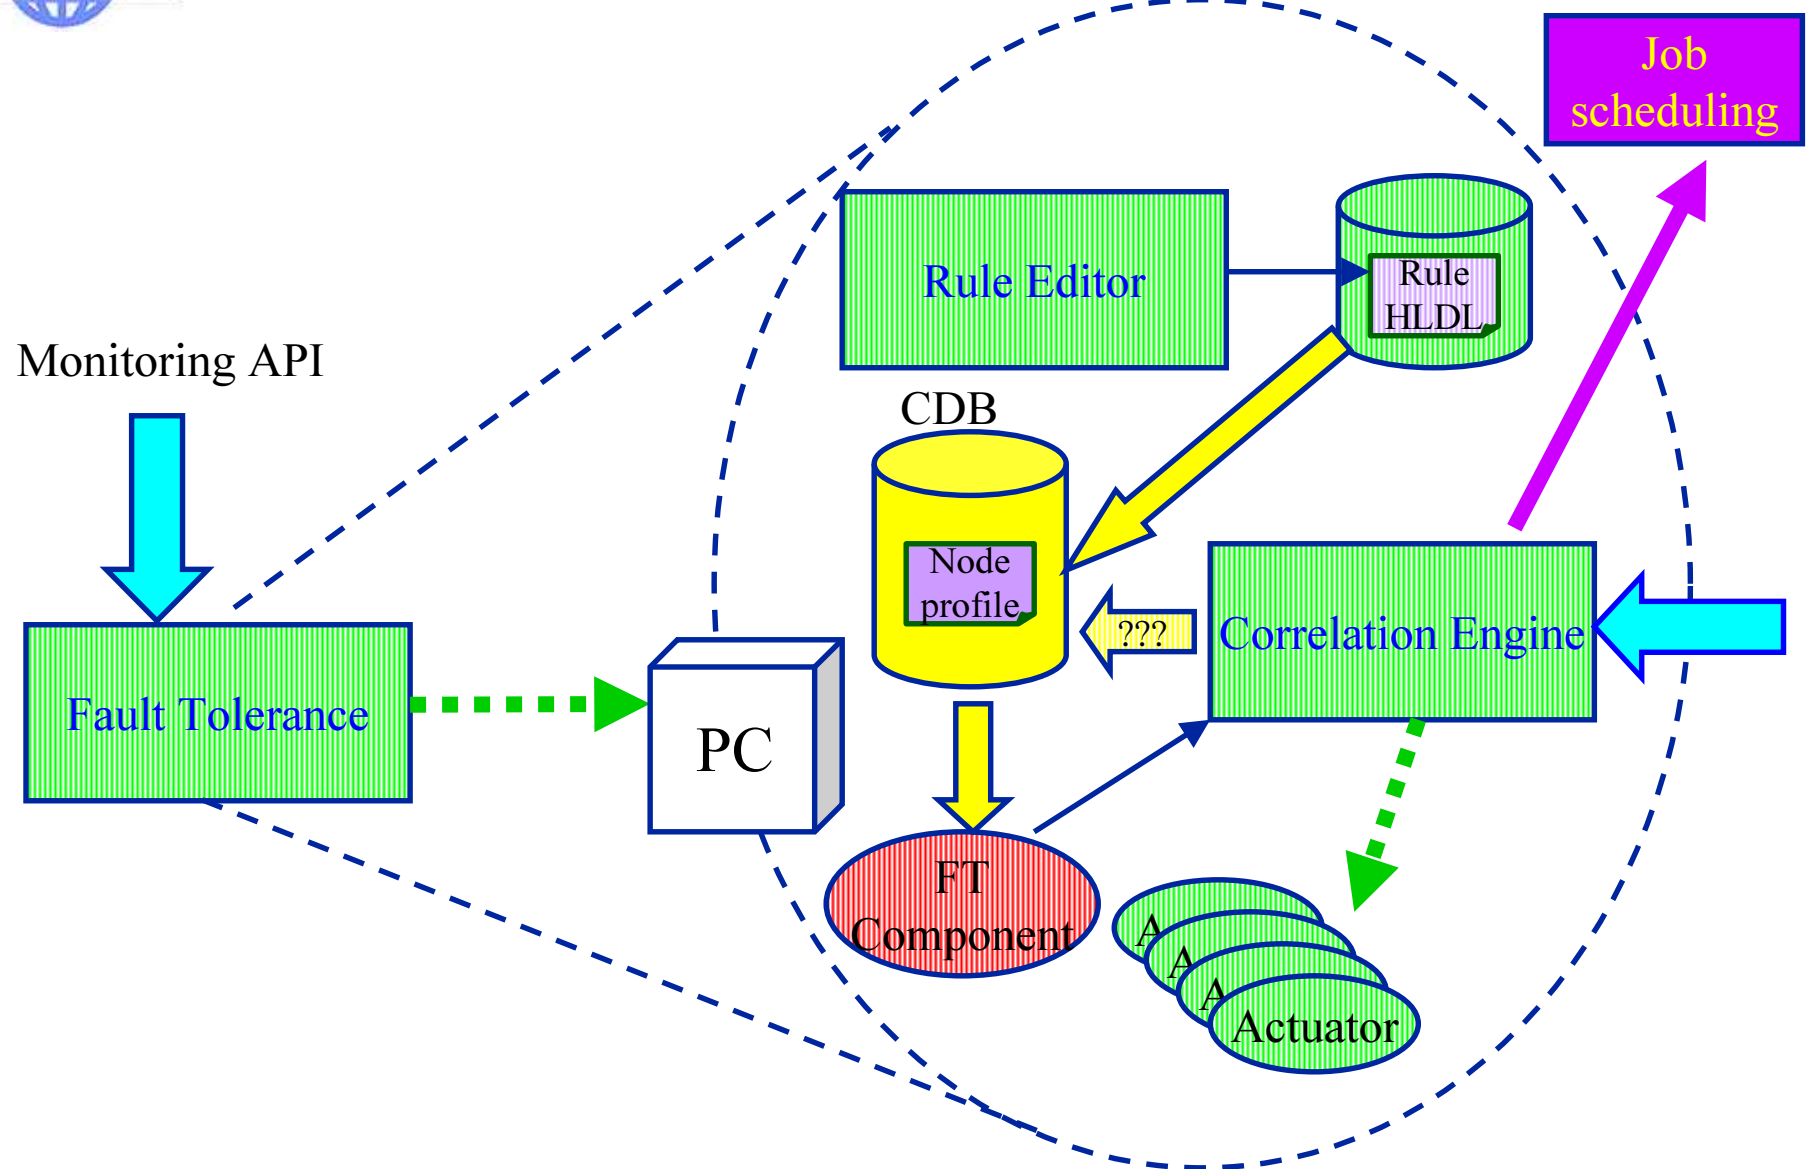 Job
scheduling
Rule Editor
Rule
HLDL
Monitoring API
CDB
Node
profile
???
Correlation Engine
Fault Tolerance
PC
FT
Component
A
A
A
Actuator